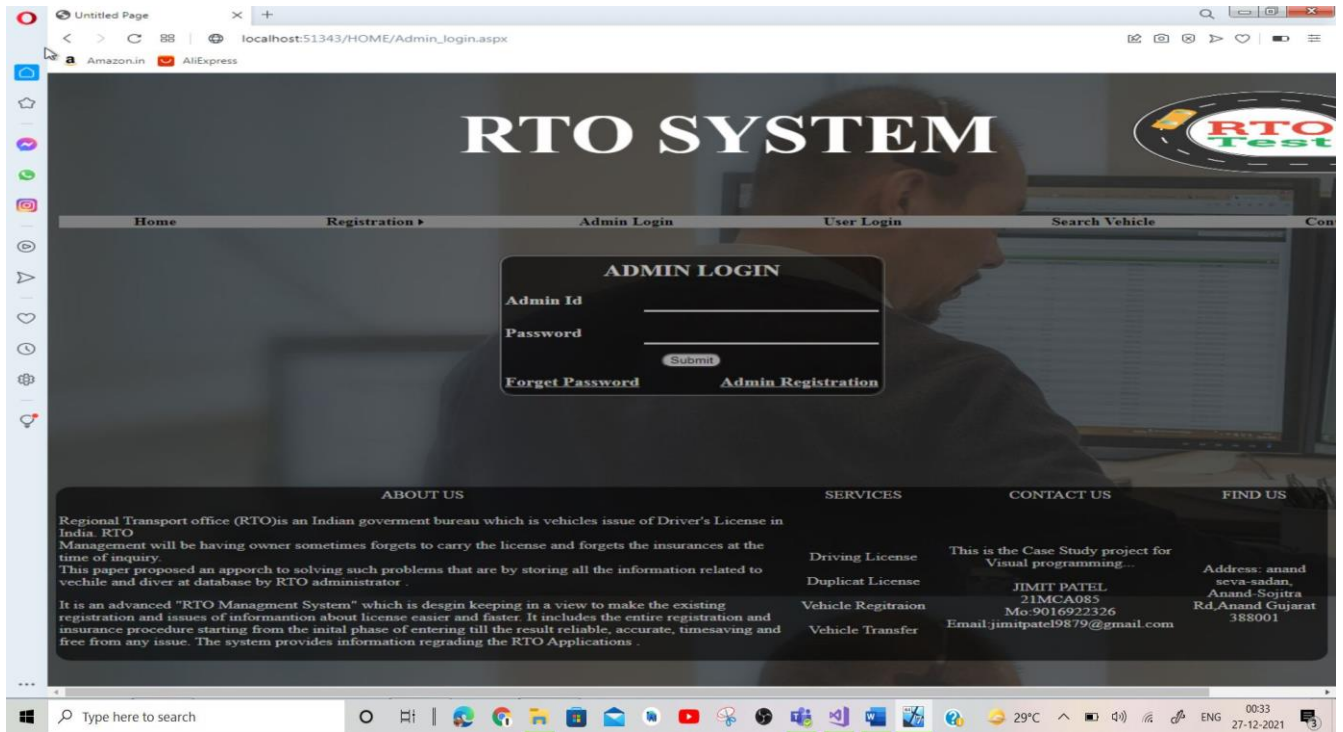 Untitled Page
localhost:51343/HOME/Admin_login.aspx
Amazon.in AliExpress
RTO SYSTEM
RTO
Test
Home Registration Admin Login User Login Search Vehicle Con
ADMIN LOGIN
Admin Id
Password
Submit
Forget Password Admin Registration
ABOUT US
Regional Transport office (RTO)is an Indian goverment bureau which is vehicles issue of Driver's License in
India. RTO
Management will be having owner sometimes forgets to carry the license and forgets the insurances at the
time of inquiry.
This paper proposed an apporch to solving such problems that are by storing all the information related to
vechile and diver at database by RTO administrator .
It is an advanced "RTO Managment System" which is desgin keeping in a view to make the existing
registration and issues of informantion about license easier and faster. It includes the entire registration and
insurance procedure starting from the inital phase of entering till the result reliable, accurate, timesaving and
free from any issue. The system provides information regrading the RTO Applications .
SERVICES
Driving License
Duplicat License
Vehicle Regitraion
Vehicle Transfer
CONTACT US
This is the Case Study project for
Visual programming...
JIMIT PATEL
21MCA085
Mo:9016922326
Email:jimitpatel9879@gmail.com
FIND US
Address: anand
seva-sadan,
Anand-Sojitra
Rd,Anand Gujarat
388001
Type here to search
29°C
ENG
00:33
27-12-2021
3